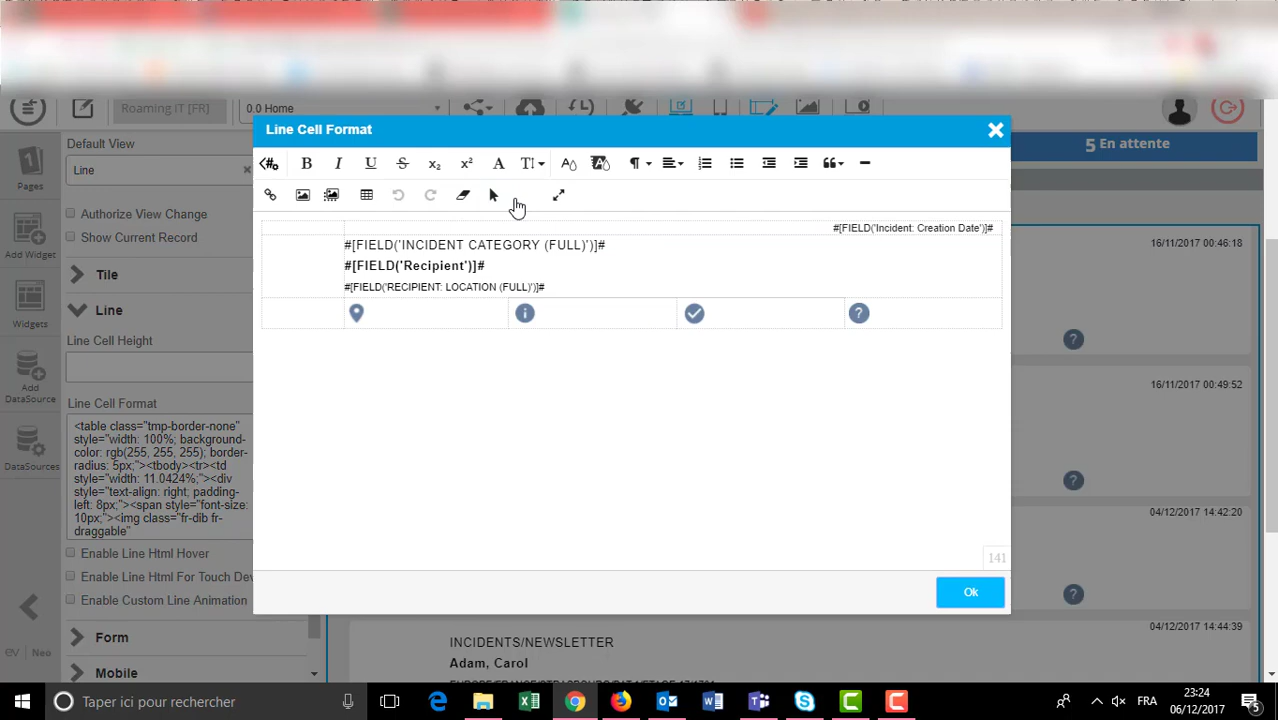 Roaming IT [FR]
0.0 Home
Default View
Line
Authorize View Change
Show Current Record
Tile
Line
Line Cell Height
Line Cell Format
<table class="tmp-border-none"
style="width: 100%; background-
color: rgb(255, 255, 255); border-
radius: 5px;"><tbody><tr><td
style="width: 11.0424%;"><div
style="text-align: right; padding-
left: 8px;"><span style="font-size:
10px;"><img class="fr-dib fr-
draggable"
Enable Line Html Hover
Enable Line Html For Touch Dev
Enable Custom Line Animation
Form
Mobile
1
Pages
Add Widget
Widgets
Add
DataSource
DataSources
ev Neo
Line Cell Format
#[FIELD('Incident: Creation Date')]#
#[FIELD('INCIDENT CATEGORY (FULL)')]#
#[FIELD('Recipient')]#
#[FIELD('RECIPIENT: LOCATION (FULL)')]#
141
Ok
5 En attente
16/11/2017 00:46:18
16/11/2017 00:49:52
04/12/2017 14:42:20
04/12/2017 14:44:39
INCIDENTS/NEWSLETTER
Adam, Carol
Taper ici pour rechercher
FRA
23:24
06/12/2017
5